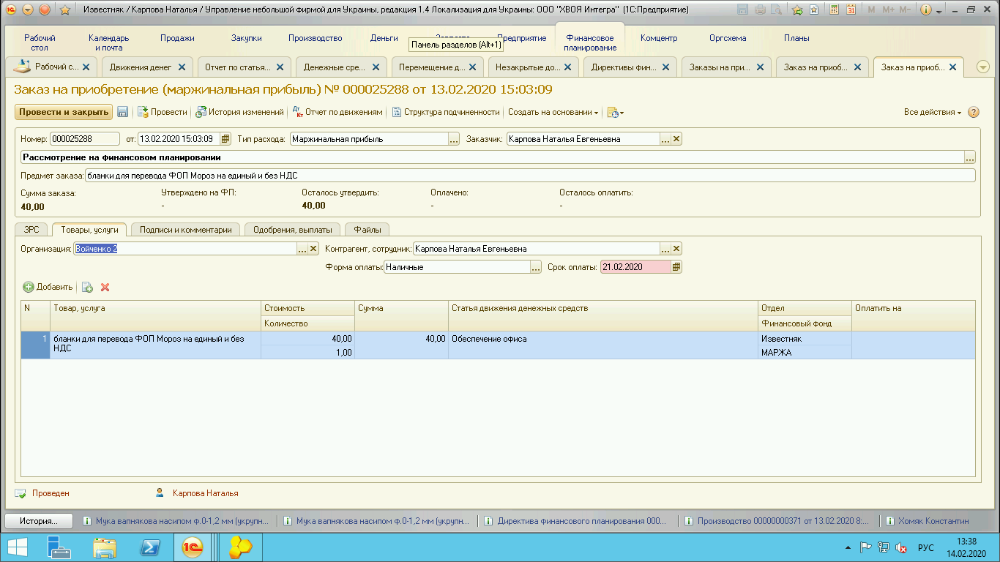 Известняк / Карпова Наталья / Управление небольшой фирмой для Украины, редакция 1.4 Локализация для Украины: ООО "ХВОЯ Интегра" (1С:Предприятие)
M M+ M-
Рабочий стол
Календарь и почта
Продажи
Закупки
Производство
Деньги
Предприятие
Финансовое планирование
Комцентр
Оргсхема
Планы
Панель разделов (Alt+1)
Рабочий с...
Движения денег
Отчет по статья...
Денежные сре...
Перемещение д...
Незакрытые до...
Директивы фин...
Заказы на при...
Заказ на приоб...
Заказ на приоб...
Заказ на приобретение (маржинальная прибыль) № 000025288 от 13.02.2020 15:03:09
Провести и закрыть
Провести
История изменений
Отчет по движениям
Структура подчиненности
Создать на основании
Все действия
Номер: 000025288 от: 13.02.2020 15:03:09 Тип расхода: Маржинальная прибыль ... Заказчик: Карпова Наталья Евгеньевна ...
Рассмотрение на финансовом планировании ...
Предмет заказа: бланки для перевода ФОП Мороз на единый и без НДС
Сумма заказа: Утверждено на ФП: Осталось утвердить: Оплачено: Осталось оплатить:
40,00 - 40,00 - -
ЗРС
Товары, услуги
Подписи и комментарии
Одобрения, выплаты
Файлы
Организация: Войченко 2 ... Контрагент, сотрудник: Карпова Наталья Евгеньевна ...
Форма оплаты: Наличные ... Срок оплаты: 21.02.2020
Добавить
N Товар, услуга Стоимость Сумма Статья движения денежных средств Отдел Оплатить на
Количество Финансовый фонд
1 бланки для перевода ФОП Мороз на единый и без 40,00 40,00 Обеспечение офиса Известняк
НДС 1,00 МАРЖА
Проведен
Карпова Наталья
История...
Мука вапнякова насипом ф.0-1,2 мм (укрупн...
Мука вапнякова насипом ф.0-1,2 мм (укрупн...
Директива финансового планирования 000...
Производство 00000000371 от 13.02.2020 8:...
Хомяк Константин
РУС
13:38
14.02.2020